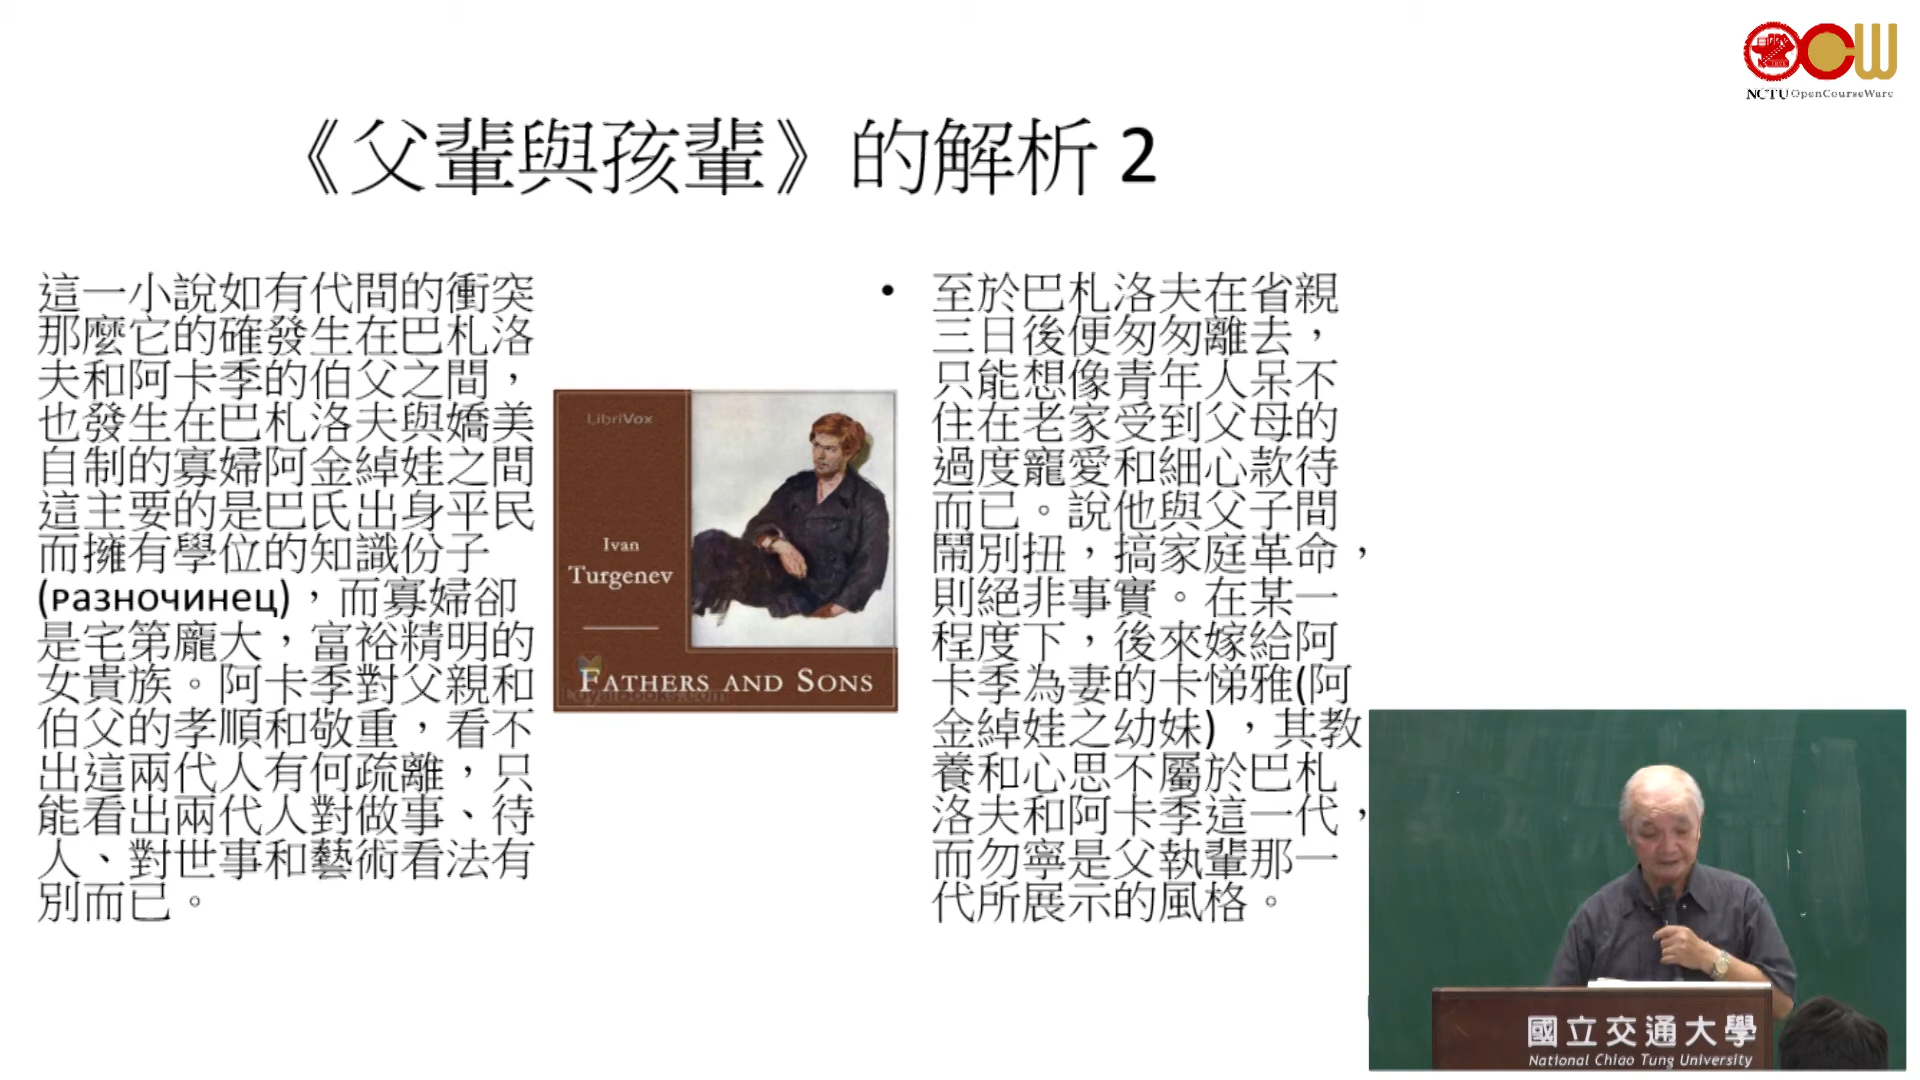 NCTU OpenCourseWare
《父輩與孩輩》的解析 2
這一小說如有代間的衝突
那麼它的確發生在巴札洛
夫和阿卡季的伯父之間，
也發生在巴札洛夫與嬌美
自制的寡婦阿金綽娃之間
這主要的是巴氏出身平民
而擁有學位的知識份子
(разночинец)，而寡婦卻
是宅第龐大，富裕精明的
女貴族。阿卡季對父親和
伯父的孝順和敬重，看不
出這兩代人有何疏離，只
能看出兩代人對做事、待
人、對世事和藝術看法有
別而已。
LibriVox
Ivan
Turgenev
FATHERS AND SONS
• 至於巴札洛夫在省親
三日後便匆匆離去，
只能想像青年人呆不
住在老家受到父母的
過度寵愛和細心款待
而已。說他與父子間
鬧別扭，搞家庭革命，
則絕非事實。在某一
程度下，後來嫁給阿
卡季為妻的卡悌雅(阿
金綽娃之幼妹)，其教
養和心思不屬於巴札
洛夫和阿卡季這一代，
而勿寧是父執輩那一
代所展示的風格。
國立交通大學
National Chiao Tung University